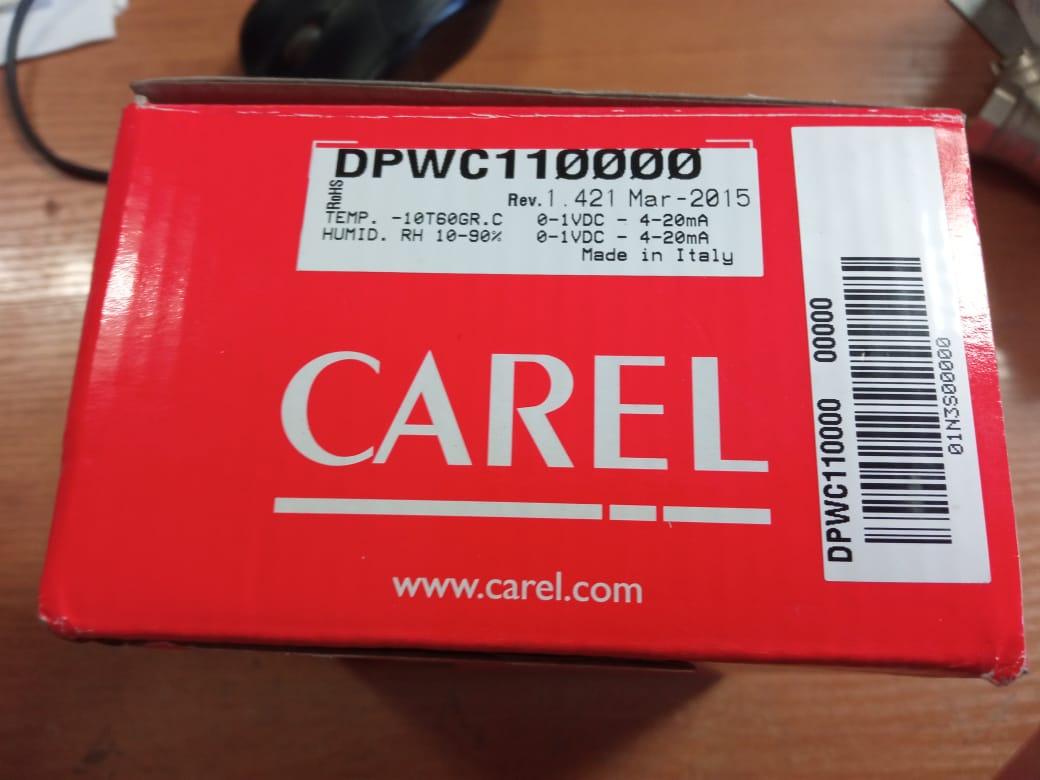 DPWC110000
RoHS
Rev.1.421 Mar-2015
TEMP. -10T60GR.C 0-1VDC - 4-20mA
HUMID. RH 10-90% 0-1VDC - 4-20mA
Made in Italy
CAREL
www.carel.com
DPWC110000 00000
01N3S00000